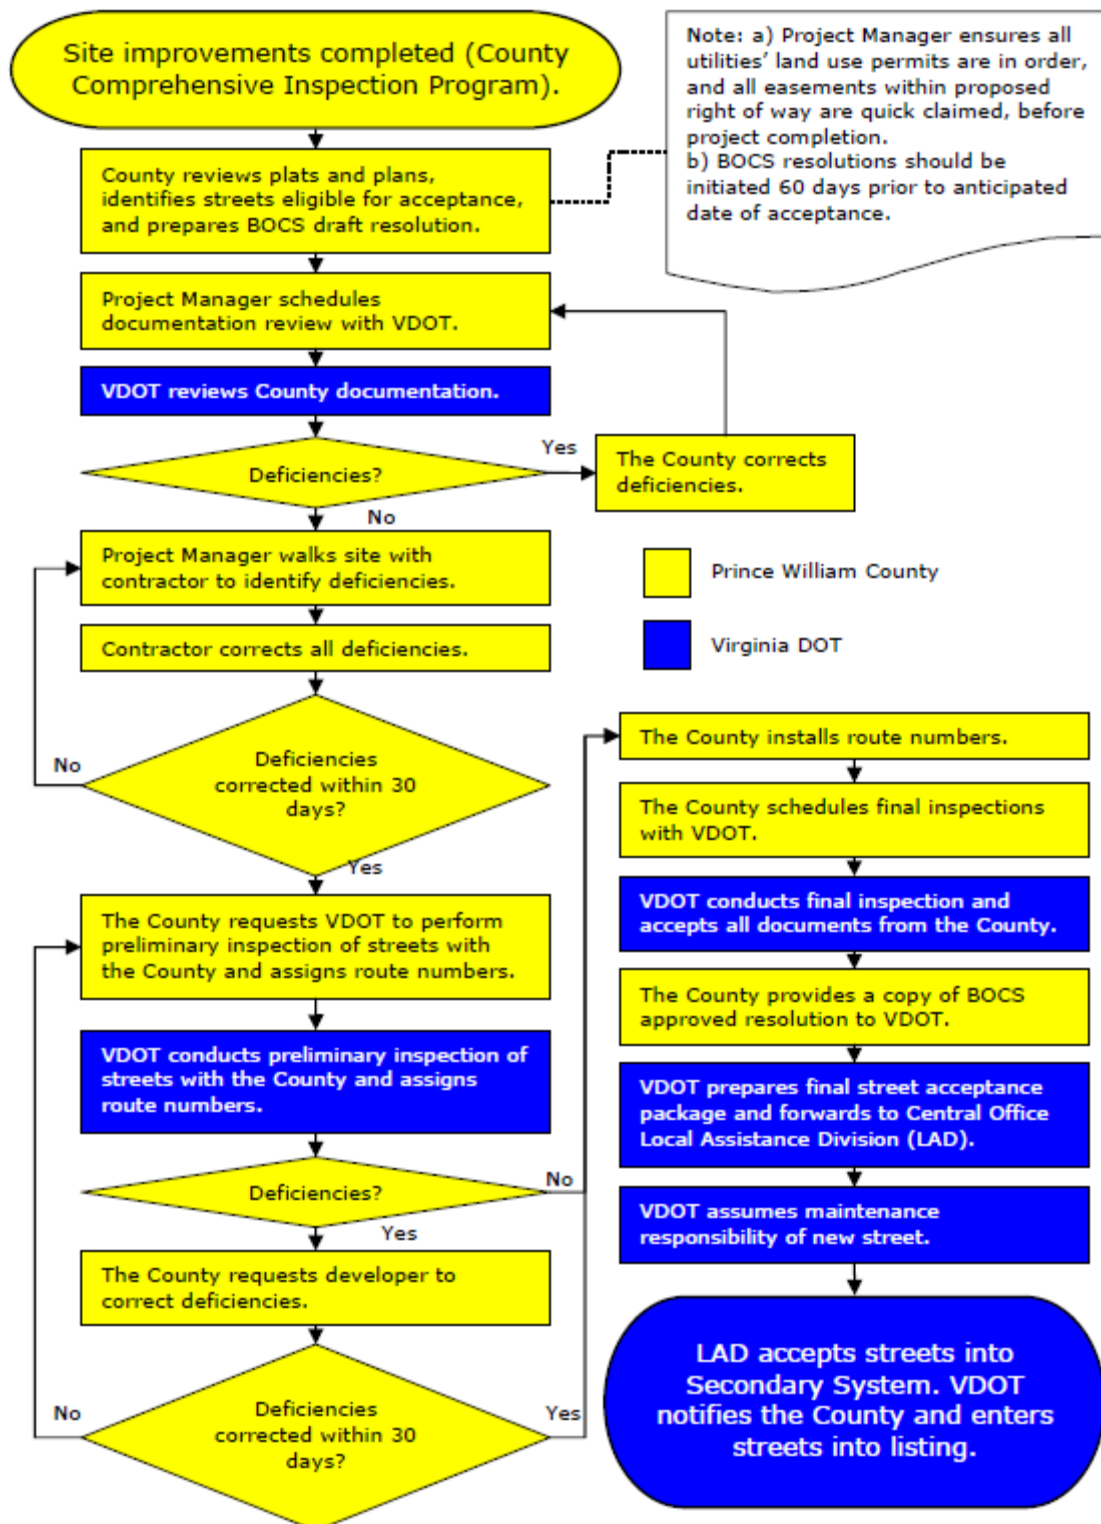 Site improvements completed (County
Comprehensive Inspection Program).
Note: a) Project Manager ensures all
utilities' land use permits are in order,
and all easements within proposed
right of way are quick claimed, before
project completion.
b) BOCS resolutions should be
initiated 60 days prior to anticipated
date of acceptance.
County reviews plats and plans,
identifies streets eligible for acceptance,
and prepares BOCS draft resolution.
Project Manager schedules
documentation review with VDOT.
VDOT reviews County documentation.
Deficiencies?
Yes
The County corrects
deficiencies.
No
Project Manager walks site with
contractor to identify deficiencies.
Contractor corrects all deficiencies.
Deficiencies
corrected within 30
days?
No
Yes
The County requests VDOT to perform
preliminary inspection of streets with
the County and assigns route numbers.
VDOT conducts preliminary inspection of
streets with the County and assigns
route numbers.
Deficiencies?
No
Yes
The County requests developer to
correct deficiencies.
Deficiencies
corrected within 30
days?
No
Yes
Prince William County
Virginia DOT
The County installs route numbers.
The County schedules final inspections
with VDOT.
VDOT conducts final inspection and
accepts all documents from the County.
The County provides a copy of BOCS
approved resolution to VDOT.
VDOT prepares final street acceptance
package and forwards to Central Office
Local Assistance Division (LAD).
VDOT assumes maintenance
responsibility of new street.
LAD accepts streets into
Secondary System. VDOT
notifies the County and enters
streets into listing.